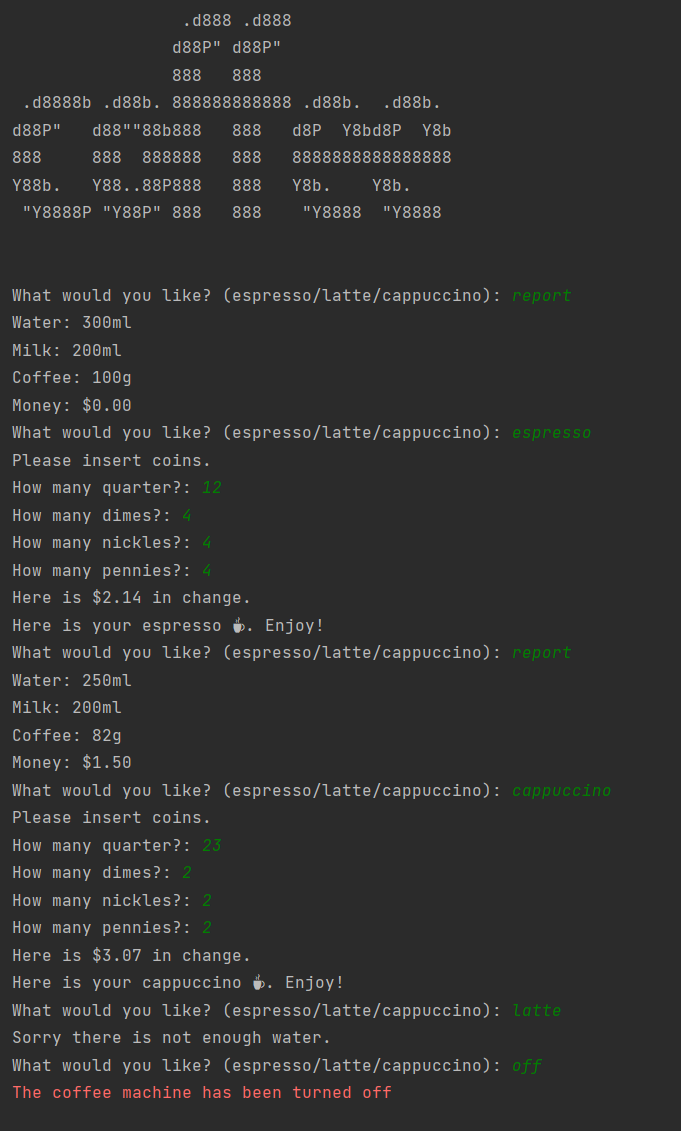 .d888 .d888
                d88P" d88P"
                888   888
 .d8888b .d88b. 888888888888 .d88b.  .d88b.
d88P"   d88""88b888   888   d8P  Y8bd8P  Y8b
888     888  888888   888   8888888888888888
Y88b.   Y88..88P888   888   Y8b.    Y8b.
 "Y8888P "Y88P" 888   888    "Y8888  "Y8888
What would you like? (espresso/latte/cappuccino): report
Water: 300ml
Milk: 200ml
Coffee: 100g
Money: $0.00
What would you like? (espresso/latte/cappuccino): espresso
Please insert coins.
How many quarter?: 12
How many dimes?: 4
How many nickles?: 4
How many pennies?: 4
Here is $2.14 in change.
Here is your espresso ☕. Enjoy!
What would you like? (espresso/latte/cappuccino): report
Water: 250ml
Milk: 200ml
Coffee: 82g
Money: $1.50
What would you like? (espresso/latte/cappuccino): cappuccino
Please insert coins.
How many quarter?: 23
How many dimes?: 2
How many nickles?: 2
How many pennies?: 2
Here is $3.07 in change.
Here is your cappuccino ☕. Enjoy!
What would you like? (espresso/latte/cappuccino): latte
Sorry there is not enough water.
What would you like? (espresso/latte/cappuccino): off
The coffee machine has been turned off